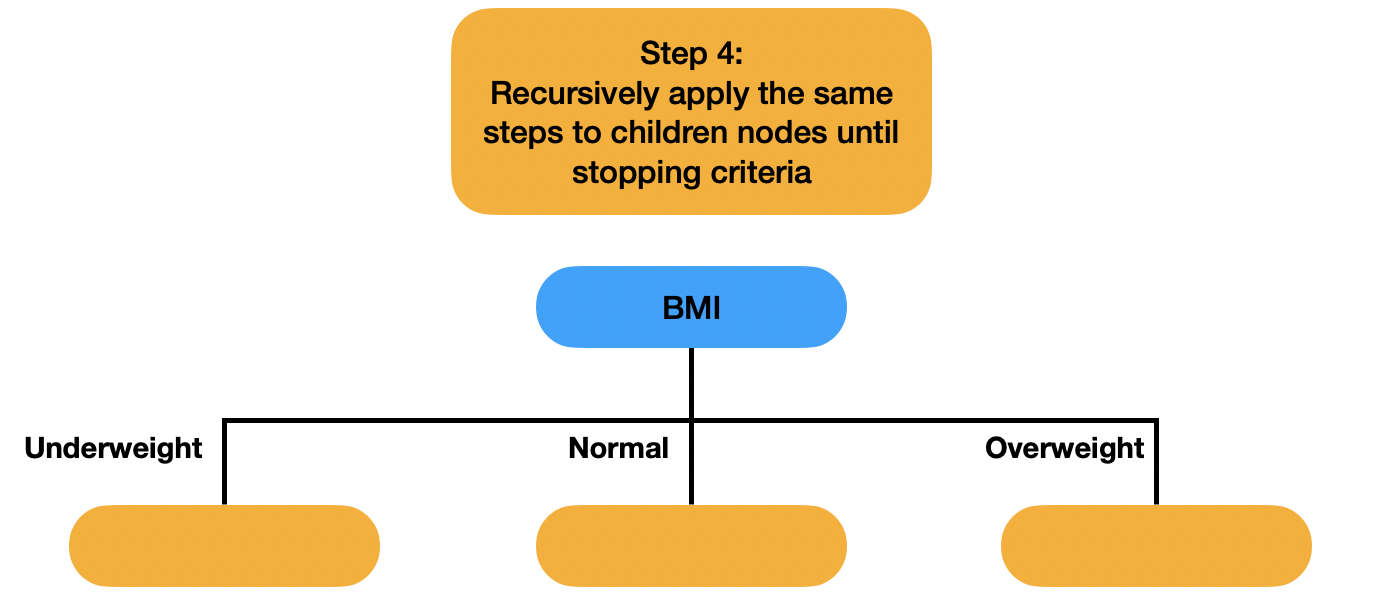 Step 4:
Recursively apply the same
steps to children nodes until
stopping criteria
BMI
Underweight
Normal
Overweight